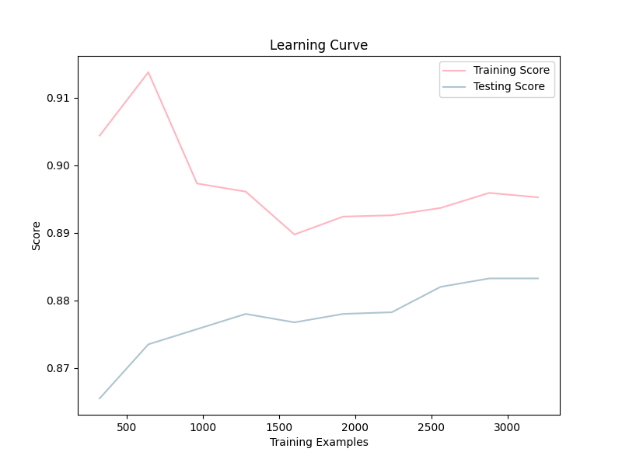 Learning Curve
Training Score
Testing Score
0.91
0.90
0.89
0.88
0.87
Score
500 1000 1500 2000 2500 3000
Training Examples